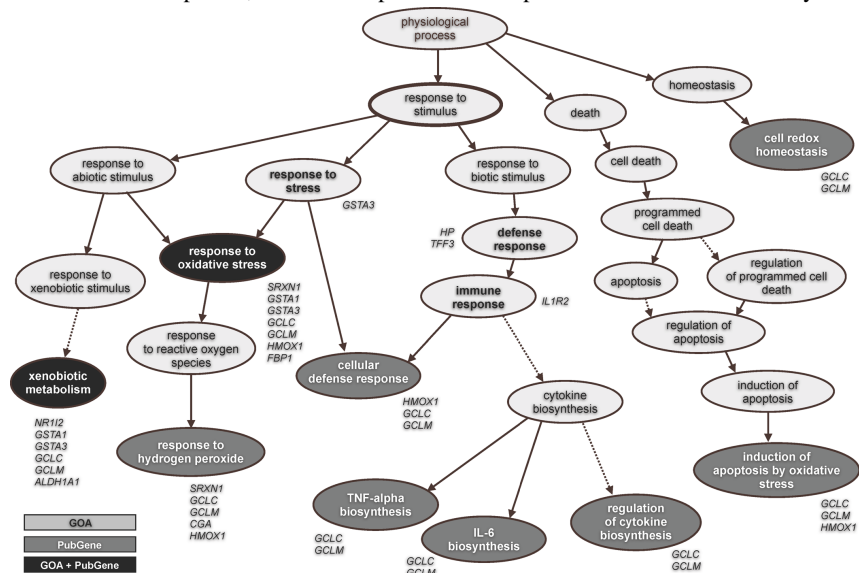 physiological
process
response to
stimulus
homeostasis
death
cell redox
homeostasis
GCLC
GCLM
response to
abiotic stimulus
response to
stress
GSTA3
response to
biotic stimulus
cell death
HP
TFF3
defense
response
programmed
cell death
response to
oxidative stress
SRXN1
GSTA1
GSTA3
GCLC
GCLM
HMOX1
FBP1
response to
xenobiotic stimulus
immune
response
IL1R2
apoptosis
regulation
of programmed cell
death
regulation of
apoptosis
response
to reactive oxygen
species
cellular
defense response
HMOX1
GCLC
GCLM
xenobiotic
metabolism
NR1I2
GSTA1
GSTA3
GCLC
GCLM
ALDH1A1
cytokine
biosynthesis
induction of
apoptosis
response to
hydrogen peroxide
SRXN1
GCLC
GCLM
CGA
HMOX1
induction of
apoptosis by oxidative
stress
GCLC
GCLM
HMOX1
TNF-alpha
biosynthesis
GCLC
GCLM
IL-6
biosynthesis
GCLC
GCLM
regulation
of cytokine
biosynthesis
GCLC
GCLM
GOA
PubGene
GOA + PubGene